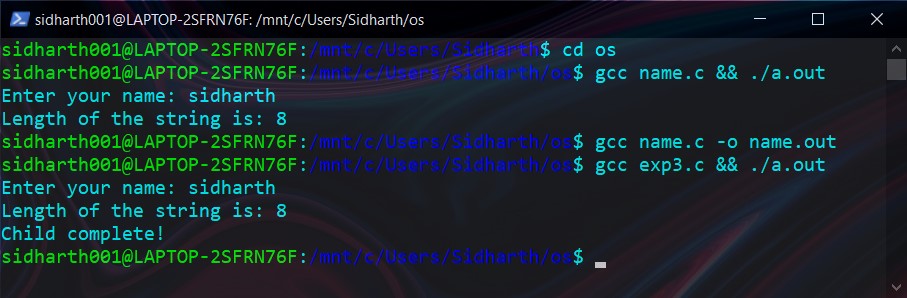 sidharth001@LAPTOP-2SFRN76F: /mnt/c/Users/Sidharth/os
sidharth001@LAPTOP-2SFRN76F:/mnt/c/Users/Sidharth$ cd os
sidharth001@LAPTOP-2SFRN76F:/mnt/c/Users/Sidharth/os$ gcc name.c && ./a.out
Enter your name: sidharth
Length of the string is: 8
sidharth001@LAPTOP-2SFRN76F:/mnt/c/Users/Sidharth/os$ gcc name.c -o name.out
sidharth001@LAPTOP-2SFRN76F:/mnt/c/Users/Sidharth/os$ gcc exp3.c && ./a.out
Enter your name: sidharth
Length of the string is: 8
Child complete!
sidharth001@LAPTOP-2SFRN76F:/mnt/c/Users/Sidharth/os$